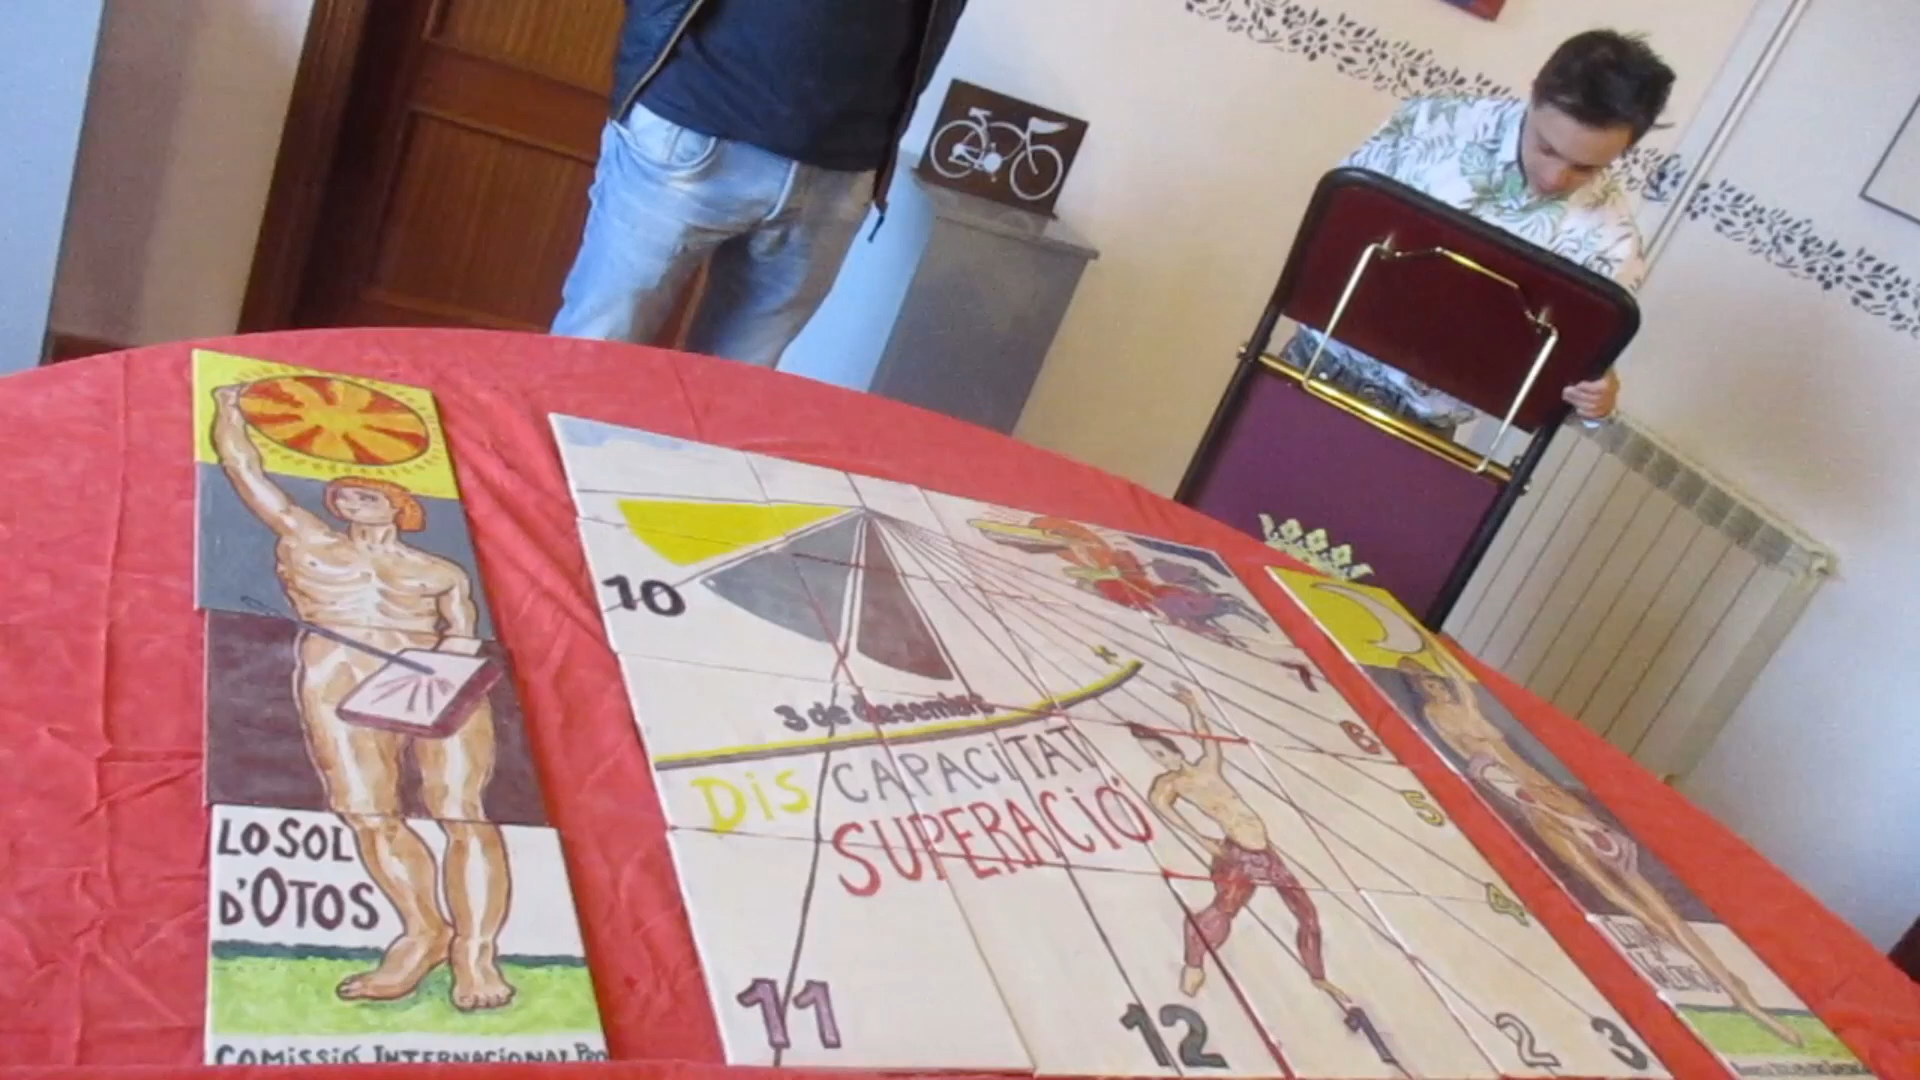 LO SOL
D'OTOS
COMISSIÓ INTERNACIONAL
10
3 de desembre
DIS CAPACITAT
SUPERACIÓ
7
6
5
4
11
12
1
2
3